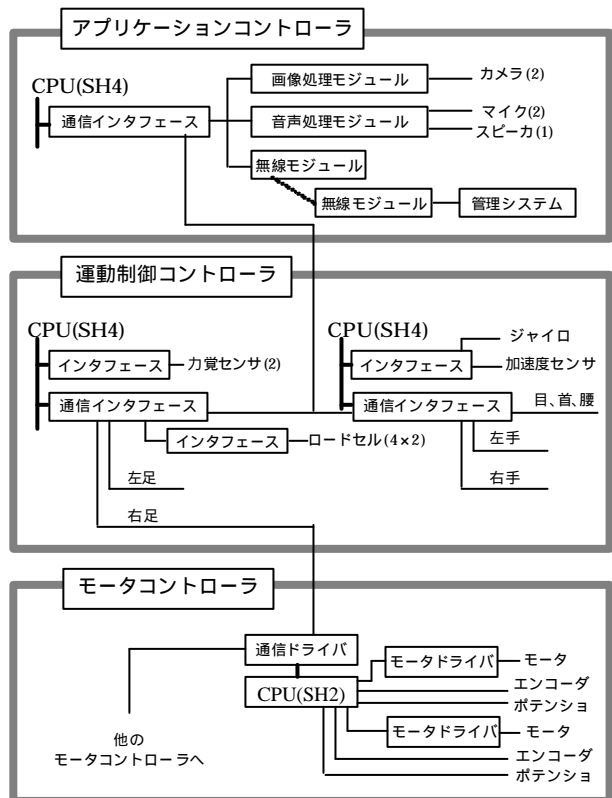 アプリケーションコントローラ
CPU(SH4)
通信インタフェース
画像処理モジュール
カメラ(2)
音声処理モジュール
マイク(2)
スピーカ(1)
無線モジュール
無線モジュール
管理システム
運動制御コントローラ
CPU(SH4)
インタフェース
力覚センサ(2)
通信インタフェース
インタフェース
ロードセル(4×2)
左足
右足
CPU(SH4)
ジャイロ
インタフェース
加速度センサ
通信インタフェース
目、首、腰
左手
右手
モータコントローラ
通信ドライバ
CPU(SH2)
モータドライバ
モータ
エンコーダ
ポテンショ
モータドライバ
モータ
エンコーダ
ポテンショ
他の
モータコントローラへ